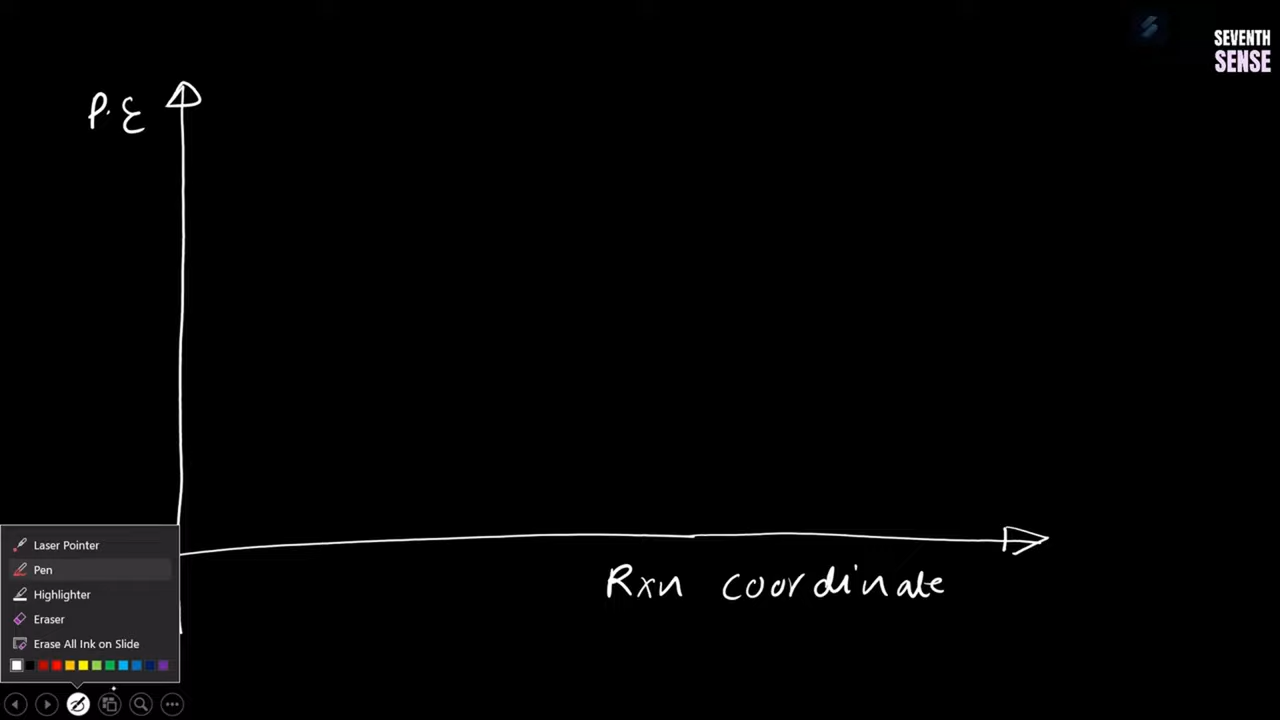 SEVENTH
SENSE
P.E
Rxn coordinate
Laser Pointer
Pen
Highlighter
Eraser
Erase All Ink on Slide